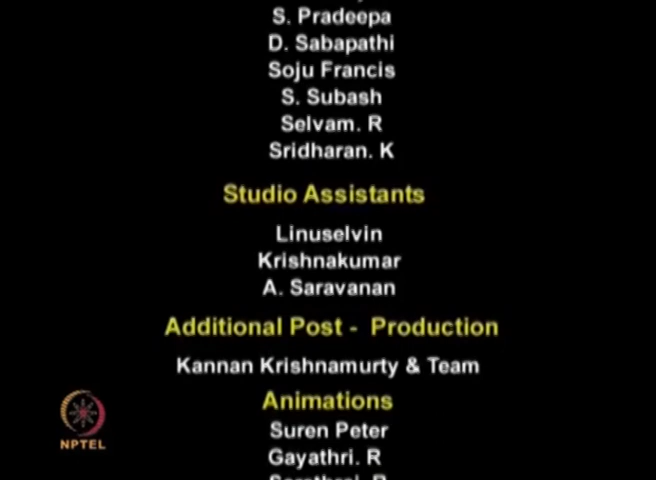 S. Pradeepa
D. Sabapathi
Soju Francis
S. Subash
Selvam. R
Sridharan. K
Studio Assistants
Linuselvin
Krishnakumar
A. Saravanan
Additional Post - Production
Kannan Krishnamurty & Team
Animations
Suren Peter
Gayathri. R
NPTEL